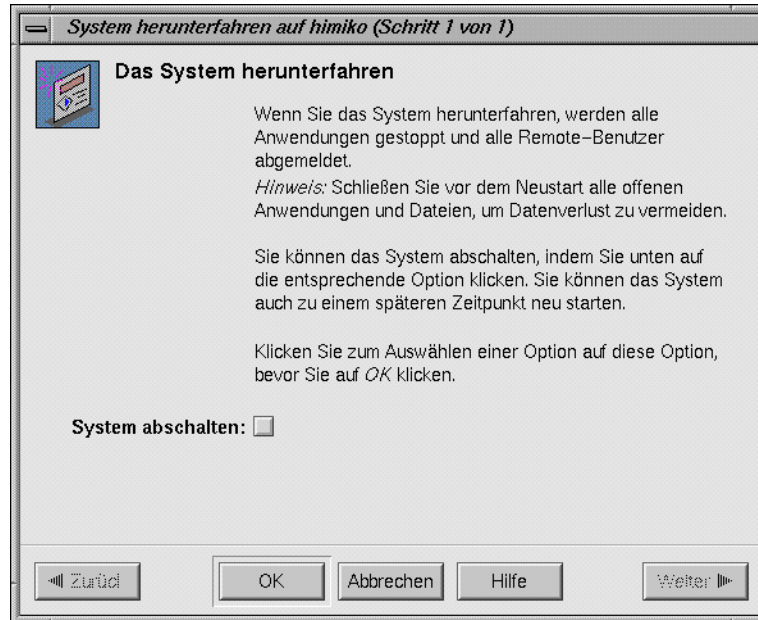 System herunterfahren auf himiko (Schritt 1 von 1)
Das System herunterfahren
Wenn Sie das System herunterfahren, werden alle
Anwendungen gestoppt und alle Remote-Benutzer
abgemeldet.
Hinweis: Schließen Sie vor dem Neustart alle offenen
Anwendungen und Dateien, um Datenverlust zu vermeiden.
Sie können das System abschalten, indem Sie unten auf
die entsprechende Option klicken. Sie können das System
auch zu einem späteren Zeitpunkt neu starten.
Klicken Sie zum Auswählen einer Option auf diese Option,
bevor Sie auf OK klicken.
System abschalten:
Zurück
OK
Abbrechen
Hilfe
Weiter